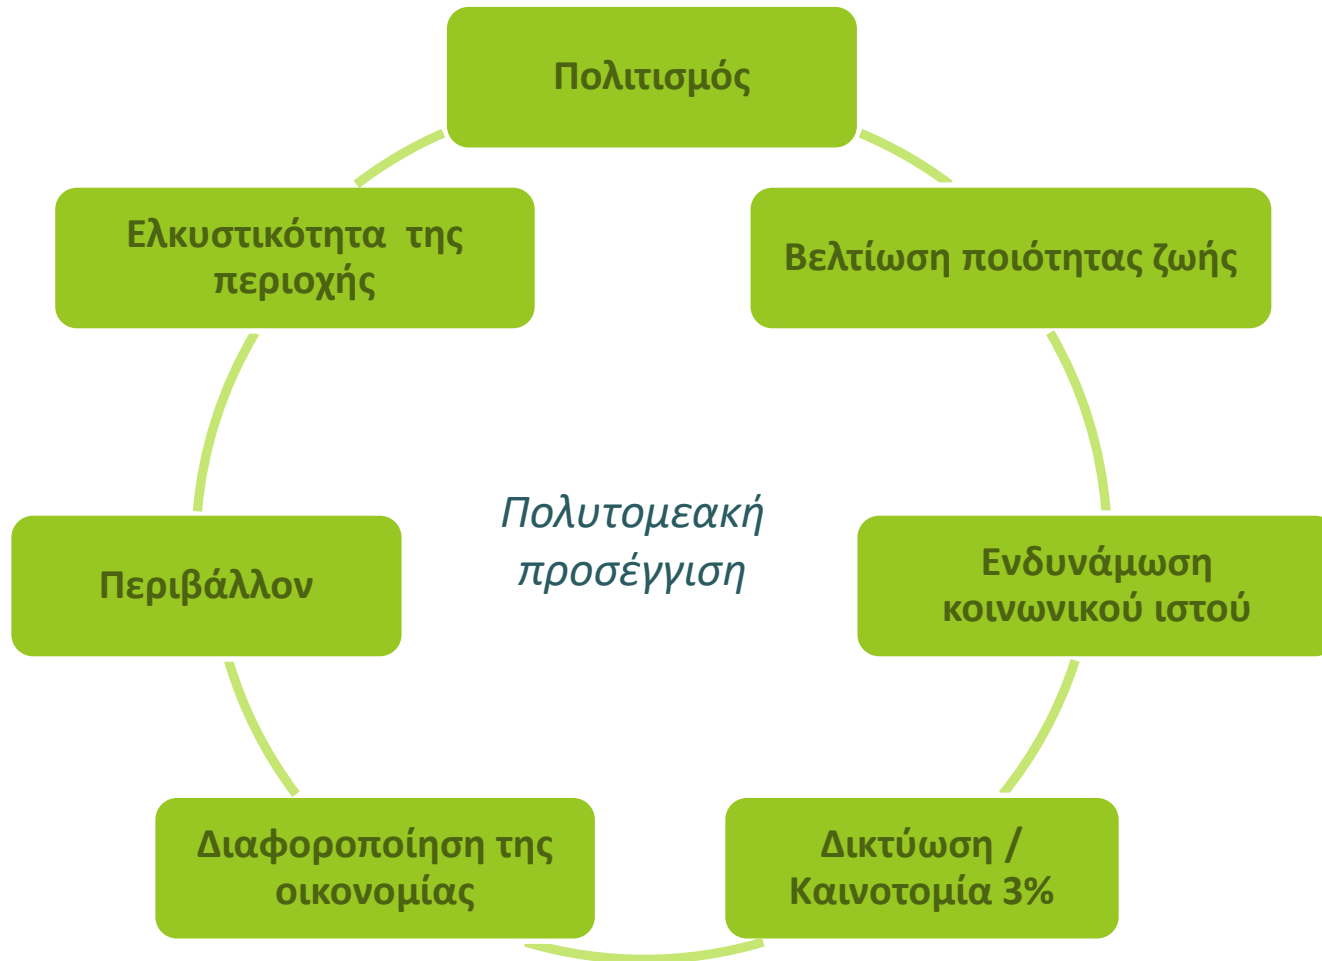 Πολιτισμός
Ελκυστικότητα της
περιοχής
Βελτίωση ποιότητας ζωής
Πολυτομεακή
προσέγγιση
Περιβάλλον
Ενδυνάμωση
κοινωνικού ιστού
Διαφοροποίηση της
οικονομίας
Δικτύωση /
Καινοτομία 3%